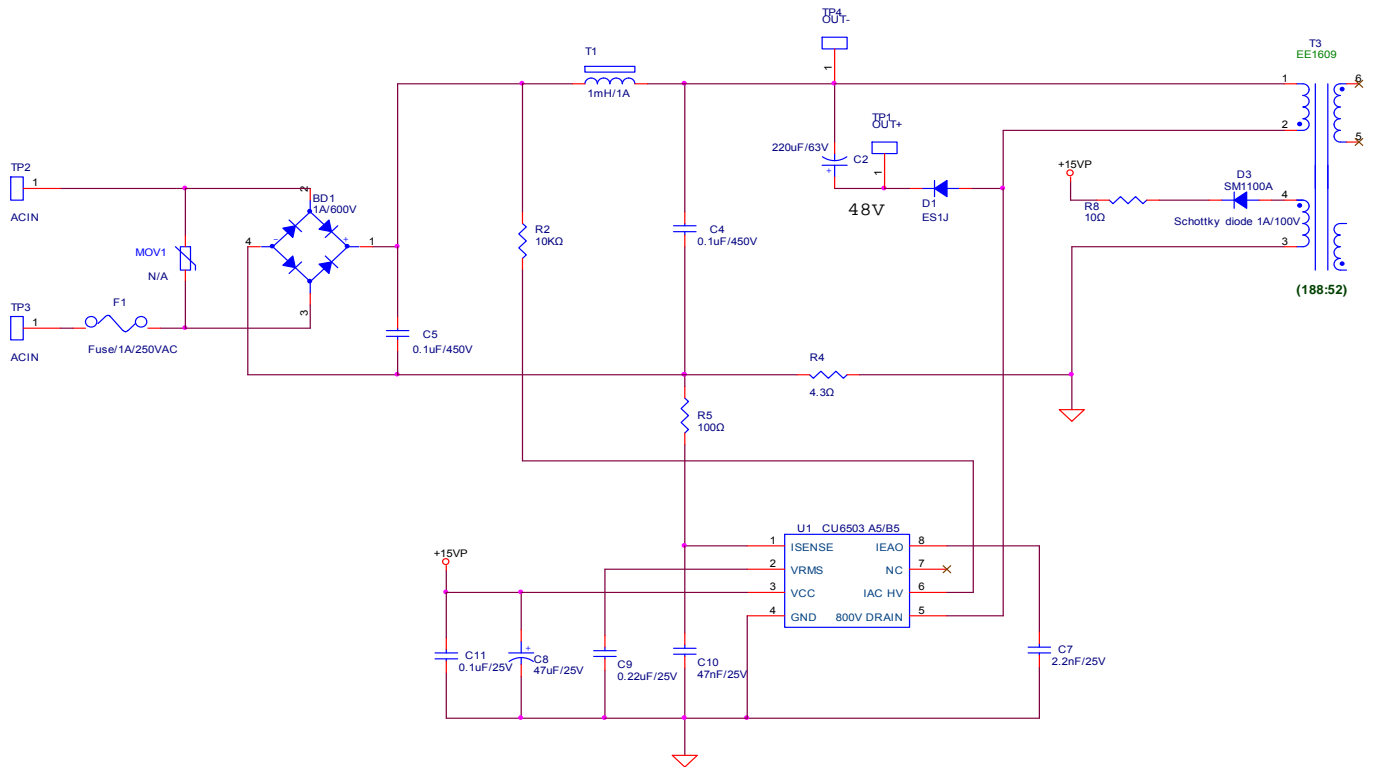 TP4
OUT-
1
T1
1mH/1A
T3
EE1609
1
6
2
5
TP1
OUT+
1
220uF/63V
C2
+
48V
D1
ES1J
+15VP
R8
10Ω
D3
SM1100A
4
Schottky diode 1A/100V
3
(188:52)
TP2
1
ACIN
2
BD1
1A/600V
4
-
+
1
3
MOV1
N/A
TP3
1
ACIN
F1
Fuse/1A/250VAC
R2
10KΩ
C4
0.1uF/450V
C5
0.1uF/450V
R4
4.3Ω
R5
100Ω
U1 CU6503 A5/B5
1 ISENSE IEAO 8
2 VRMS NC 7
3 VCC IAC HV 6
4 GND 800V DRAIN 5
+15VP
C11
0.1uF/25V
+
C8
47uF/25V
C9
0.22uF/25V
C10
47nF/25V
C7
2.2nF/25V